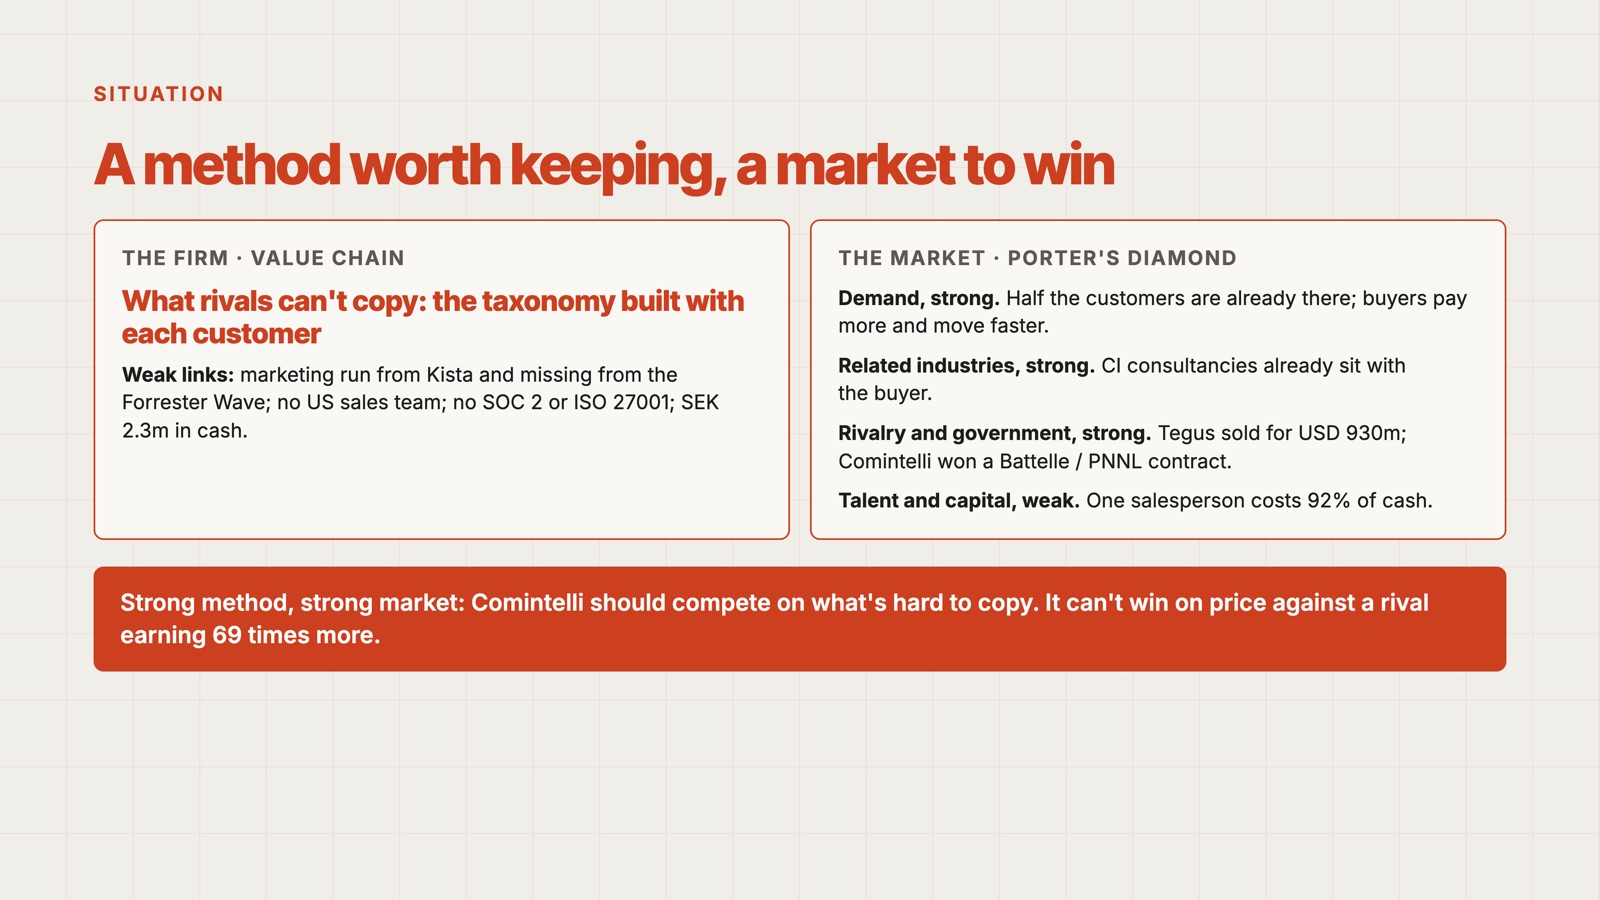 SITUATION
A method worth keeping, a market to win
THE FIRM · VALUE CHAIN
What rivals can't copy: the taxonomy built with
each customer
Weak links: marketing run from Kista and missing from the
Forrester Wave; no US sales team; no SOC 2 or ISO 27001; SEK
2.3m in cash.
THE MARKET · PORTER'S DIAMOND
Demand, strong. Half the customers are already there; buyers pay
more and move faster.
Related industries, strong. CI consultancies already sit with
the buyer.
Rivalry and government, strong. Tegus sold for USD 930m;
Comintelli won a Battelle / PNNL contract.
Talent and capital, weak. One salesperson costs 92% of cash.
Strong method, strong market: Comintelli should compete on what's hard to copy. It can't win on price against a rival
earning 69 times more.